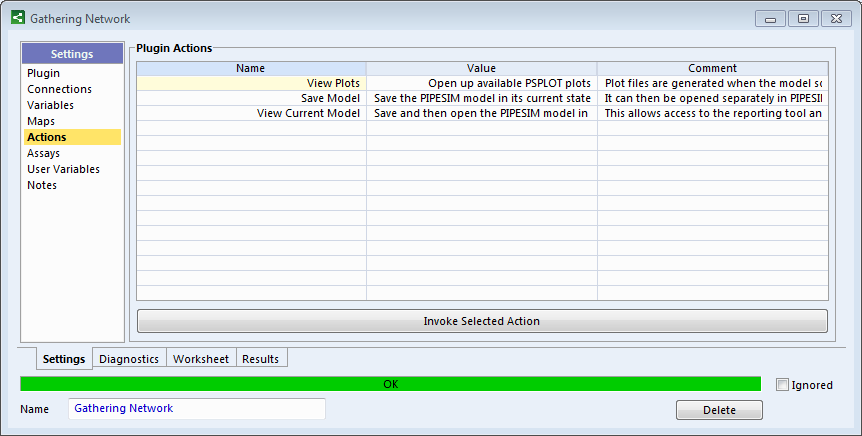 Gathering Network
Settings
Plugin
Connections
Variables
Maps
Actions
Assays
User Variables
Notes
Plugin Actions
Name Value Comment
View Plots Open up available PSPLOT plots Plot files are generated when the model so
Save Model Save the PIPESIM model in its current state It can then be opened separately in PIPESI
View Current Model Save and then open the PIPESIM model in This allows access to the reporting tool an
Invoke Selected Action
Settings Diagnostics Worksheet Results
OK
Ignored
Name Gathering Network
Delete